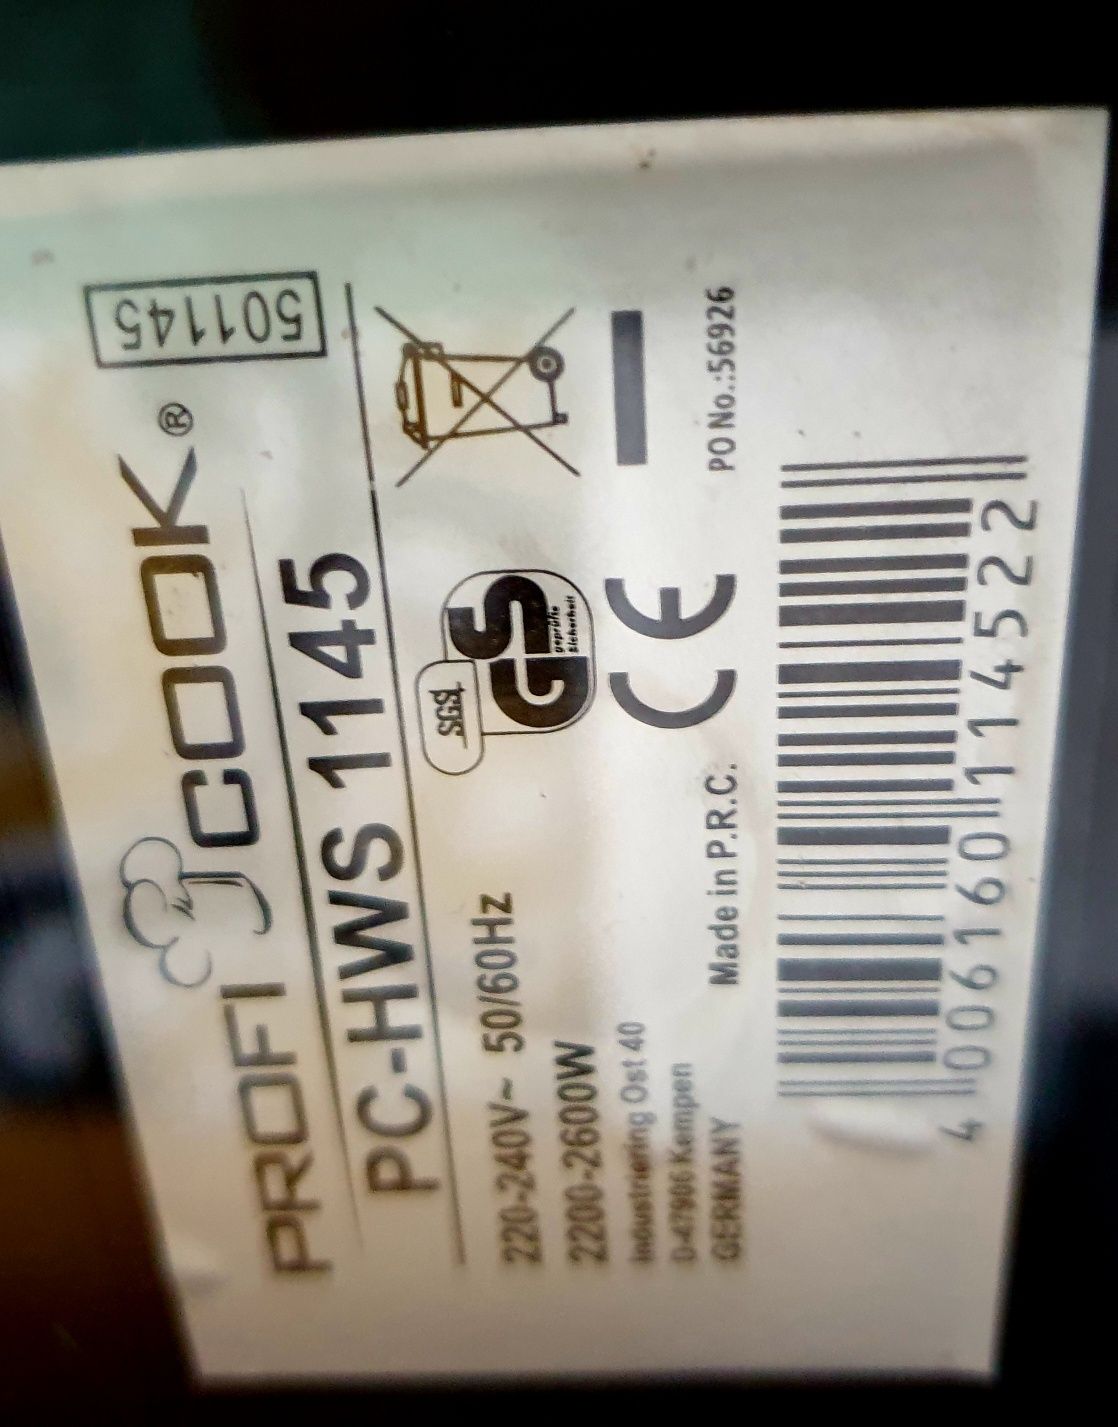 PROFI COOK®
501145
PC-HWS 1145
220-240V~ 50/60Hz
2200-2600W
SGS
GS
geprüfte
Sicherheit
Industriering Ost 40
D-47906 Kempen
GERMANY
Made in P.R.C.
CE
PO No.:56926
4 006160 114522